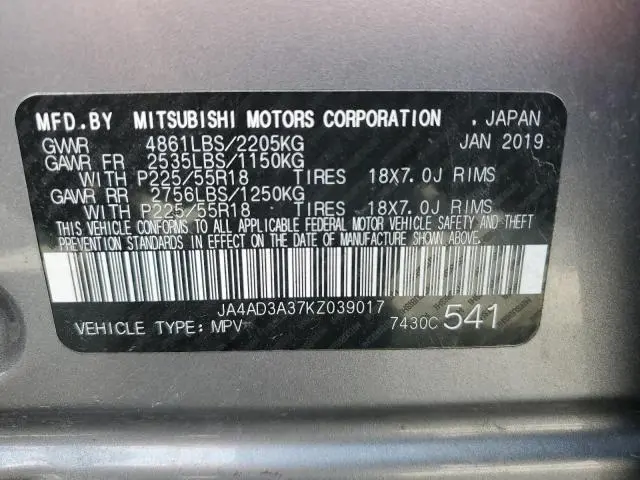 MFD.BY MITSUBISHI MOTORS CORPORATION . JAPAN
GVWR 4861LBS/2205KG JAN 2019
GAWR FR 2535LBS/1150KG
WITH P225/55R18 TIRES 18X7.0J RIMS
GAWR RR 2756LBS/1250KG
WITH P225/55R18 TIRES 18X7.0J RIMS
THIS VEHICLE CONFORMS TO ALL APPLICABLE FEDERAL MOTOR VEHICLE SAFETY AND THEFT
PREVENTION STANDARDS IN EFFECT ON THE DATE OF MANUFACTURE SHOWN ABOVE.
JA4AD3A37KZ039017
VEHICLE TYPE: MPV 7430C 541